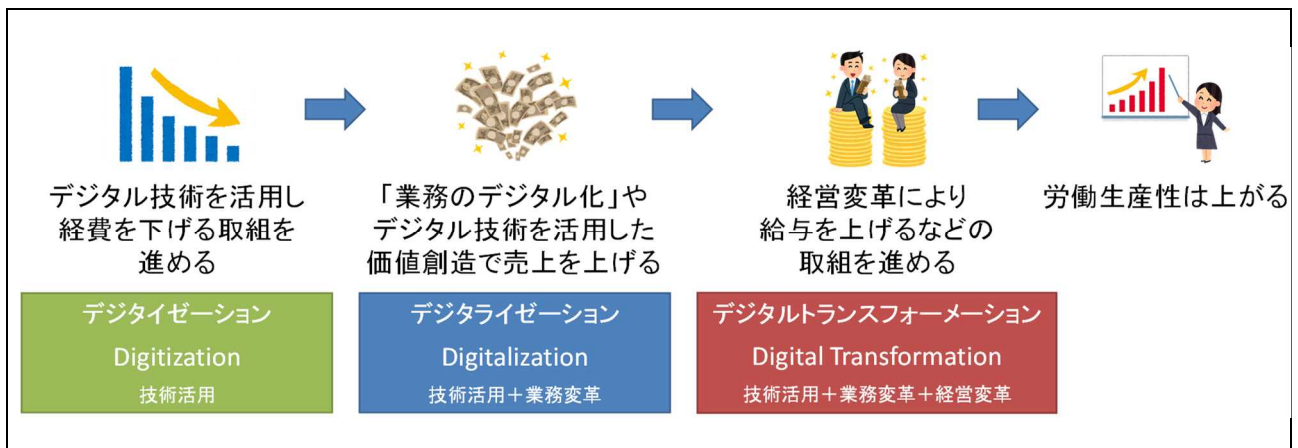 デジタル技術を活用し
経費を下げる取組を
進める
「業務のデジタル化」や
デジタル技術を活用した
価値創造で売上を上げる
経営変革により
給与を上げるなどの
取組を進める
労働生産性は上がる
デジタイゼーション
Digitization
技術活用
デジタライゼーション
Digitalization
技術活用＋業務変革
デジタルトランスフォーメーション
Digital Transformation
技術活用＋業務変革＋経営変革